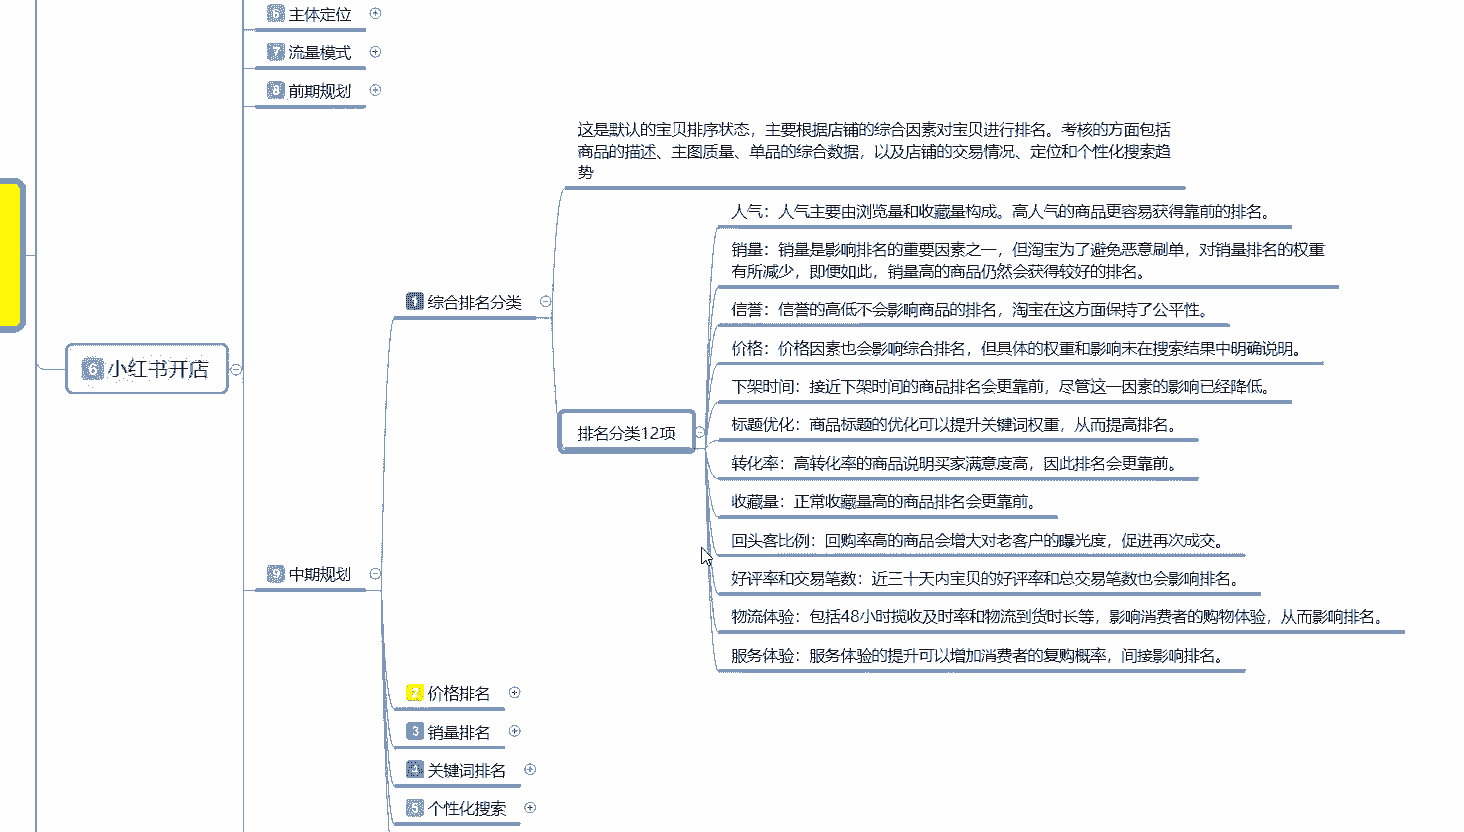 6 主体定位
7 流量模式
8 前期规划
这是默认的宝贝排序状态，主要根据店铺的综合因素对宝贝进行排名。考核的方面包括
商品的描述、主图质量、单品的综合数据，以及店铺的交易情况、定位和个性化搜索趋
势
人气：人气主要由浏览量和收藏量构成。高人气的商品更容易获得靠前的排名。
销量：销量是影响排名的重要因素之一，但淘宝为了避免恶意刷单，对销量排名的权重
有所减少，即便如此，销量高的商品仍然会获得较好的排名。
1 综合排名分类
信誉：信誉的高低不会影响商品的排名，淘宝在这方面保持了公平性。
价格：价格因素也会影响综合排名，但具体的权重和影响未在搜索结果中明确说明。
6 小红书开店
下架时间：接近下架时间的商品排名会更靠前，尽管这一因素的影响已经降低。
标题优化：商品标题的优化可以提升关键词权重，从而提高排名。
排名分类12项
转化率：高转化率的商品说明买家满意度高，因此排名会更靠前。
收藏量：正常收藏量高的商品排名会更靠前。
回头客比例：回购率高的商品会增大对老客户的曝光度，促进再次成交。
9 中期规划
好评率和交易笔数：近三十天内宝贝的好评率和总交易笔数也会影响排名。
物流体验：包括48小时揽收及时率和物流到货时长等，影响消费者的购物体验，从而影响排名。
服务体验：服务体验的提升可以增加消费者的复购概率，间接影响排名。
2 价格排名
3 销量排名
4 关键词排名
5 个性化搜索